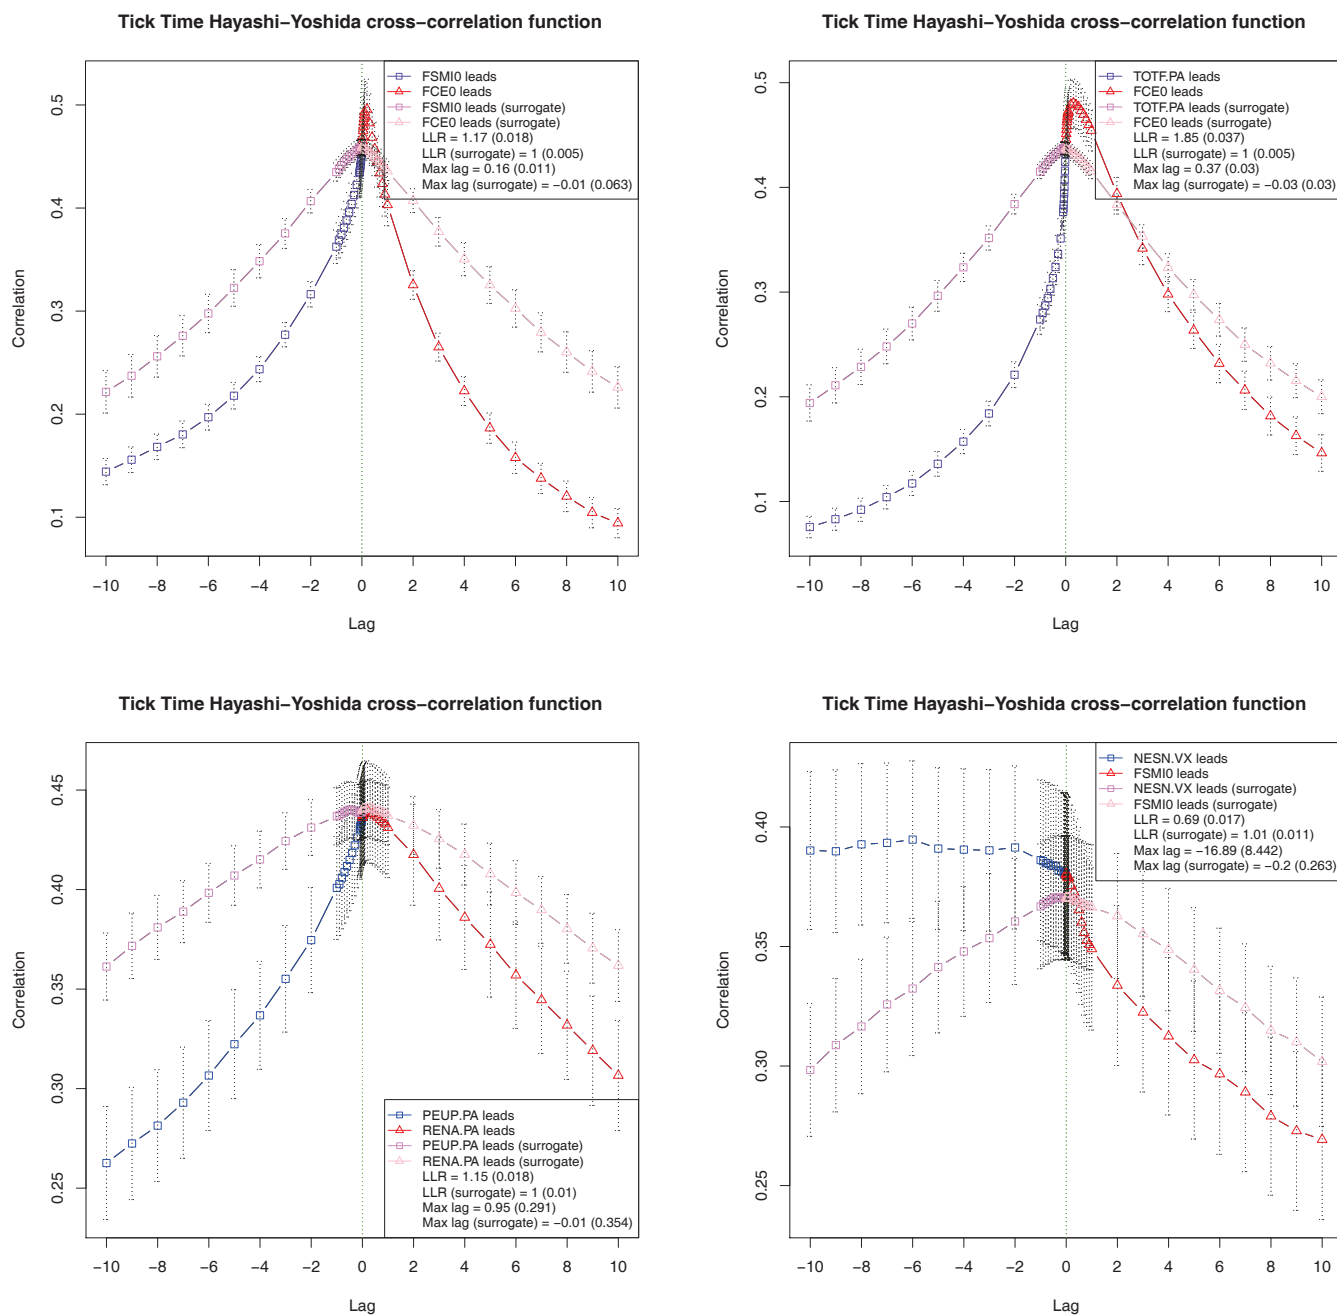 Tick Time Hayashi−Yoshida cross−correlation function
FSMI0 leads
FCE0 leads
FSMI0 leads (surrogate)
FCE0 leads (surrogate)
LLR = 1.17 (0.018)
LLR (surrogate) = 1 (0.005)
Max lag = 0.16 (0.011)
Max lag (surrogate) = −0.01 (0.063)
Correlation
0.5
0.4
0.3
0.2
0.1
−10 −8 −6 −4 −2 0 2 4 6 8 10
Lag
Tick Time Hayashi−Yoshida cross−correlation function
TOTF.PA leads
FCE0 leads
TOTF.PA leads (surrogate)
FCE0 leads (surrogate)
LLR = 1.85 (0.037)
LLR (surrogate) = 1 (0.005)
Max lag = 0.37 (0.03)
Max lag (surrogate) = −0.03 (0.03)
Correlation
0.5
0.4
0.3
0.2
0.1
−10 −8 −6 −4 −2 0 2 4 6 8 10
Lag
Tick Time Hayashi−Yoshida cross−correlation function
Correlation
0.45
0.40
0.35
0.30
0.25
PEUP.PA leads
RENA.PA leads
PEUP.PA leads (surrogate)
RENA.PA leads (surrogate)
LLR = 1.15 (0.018)
LLR (surrogate) = 1 (0.01)
Max lag = 0.95 (0.291)
Max lag (surrogate) = −0.01 (0.354)
−10 −8 −6 −4 −2 0 2 4 6 8 10
Lag
Tick Time Hayashi−Yoshida cross−correlation function
NESN.VX leads
FSMI0 leads
NESN.VX leads (surrogate)
FSMI0 leads (surrogate)
LLR = 0.69 (0.017)
LLR (surrogate) = 1.01 (0.011)
Max lag = −16.89 (8.442)
Max lag (surrogate) = −0.2 (0.263)
Correlation
0.40
0.35
0.30
0.25
−10 −8 −6 −4 −2 0 2 4 6 8 10
Lag